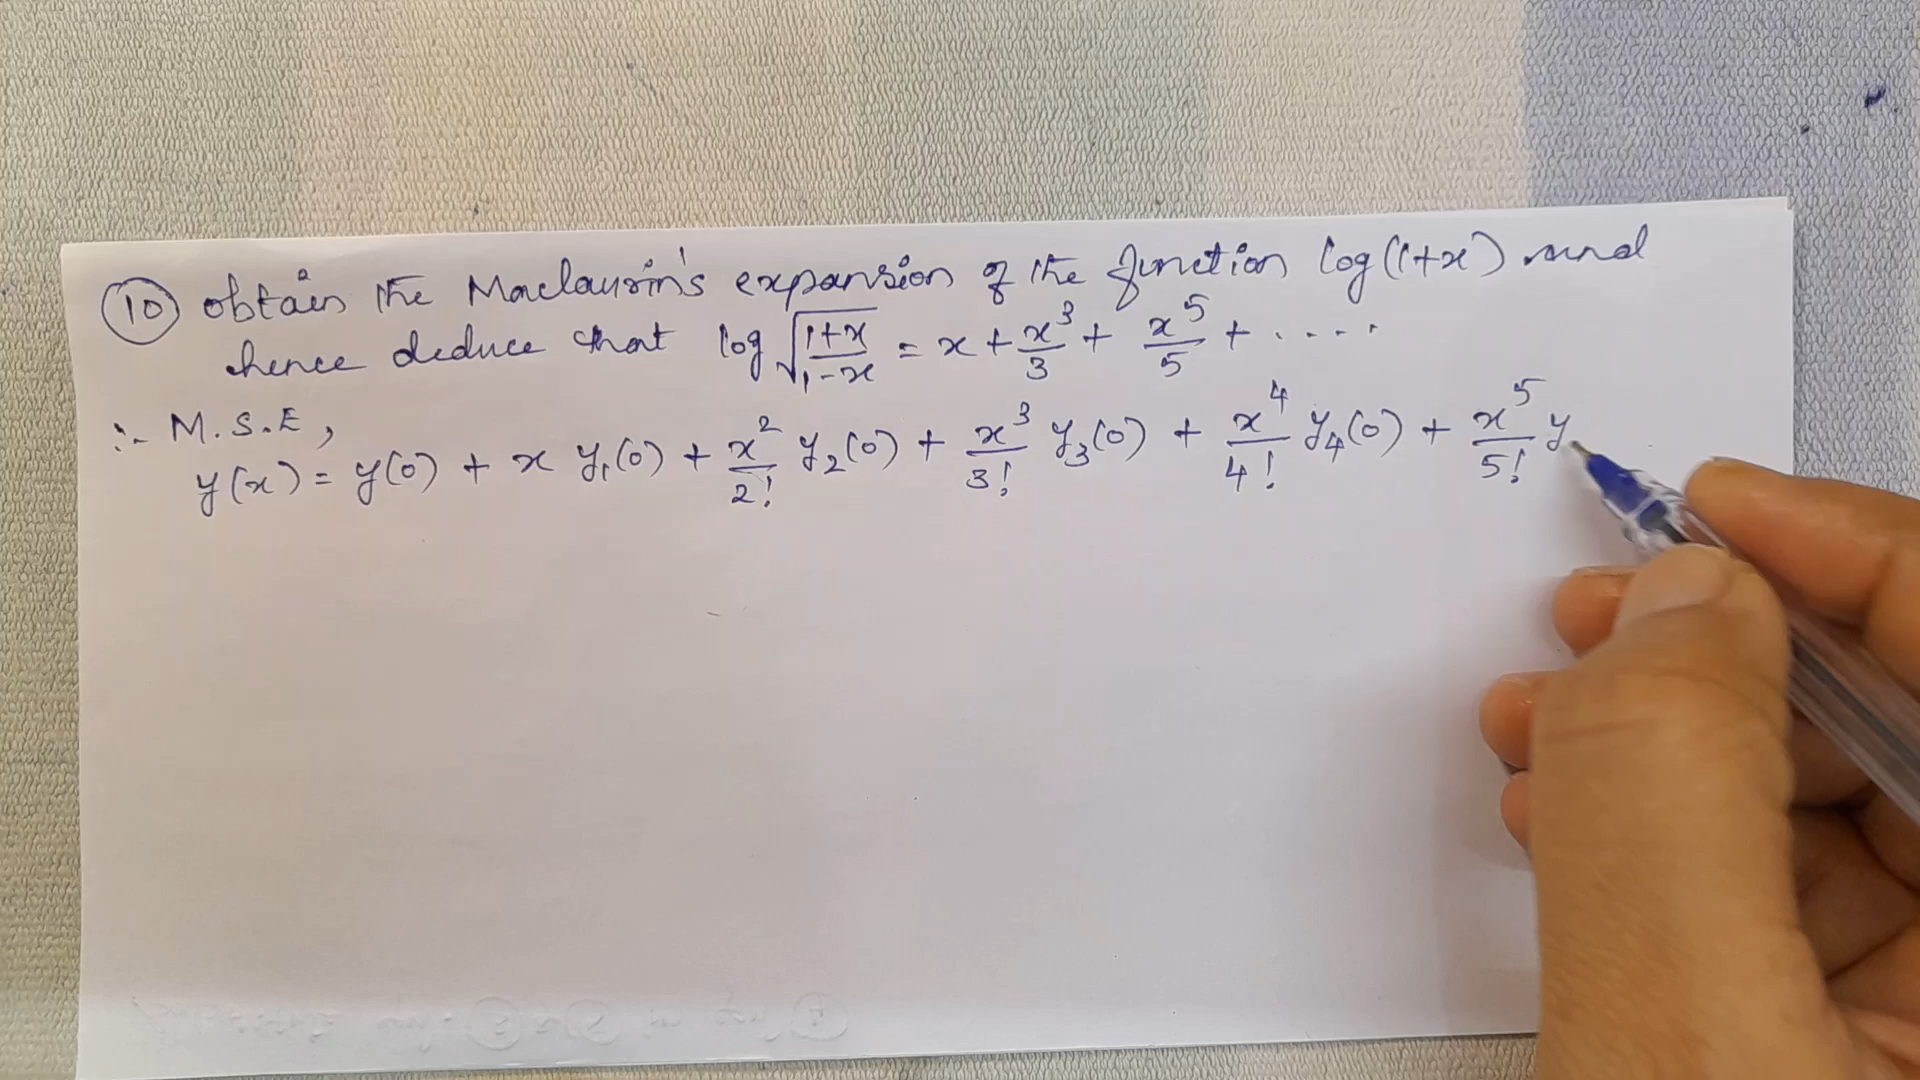 10 obtain the Maclaurin's expansion of the function log(1+x) and
hence deduce that log √(1+x/1-x) = x + x³/3 + x⁵/5 + ....
:- M.S.E,
y(x) = y(0) + x y₁(0) + x²/2! y₂(0) + x³/3! y₃(0) + x⁴/4! y₄(0) + x⁵/5! y